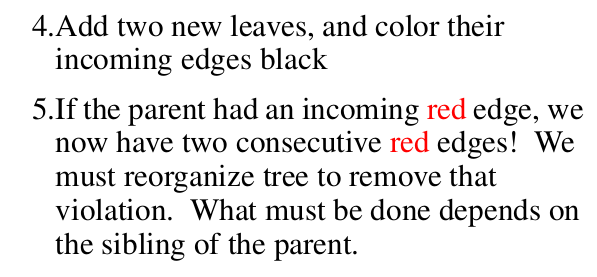 4.Add two new leaves, and color their
incoming edges black
5.If the parent had an incoming red edge, we
now have two consecutive red edges!  We
must reorganize tree to remove that
violation.  What must be done depends on
the sibling of the parent.